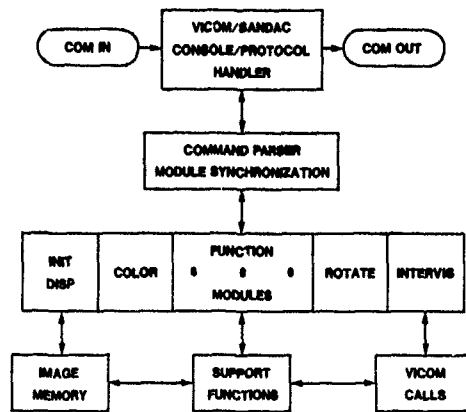 COM IN
VICOM/SANDAC
CONSOLE/PROTOCOL
HANDLER
COM OUT
COMMAND PARSER
MODULE SYNCHRONIZATION
INIT
DISP
COLOR
FUNCTION
MODULES
ROTATE
INTERVIS
IMAGE
MEMORY
SUPPORT
FUNCTIONS
VICOM
CALLS